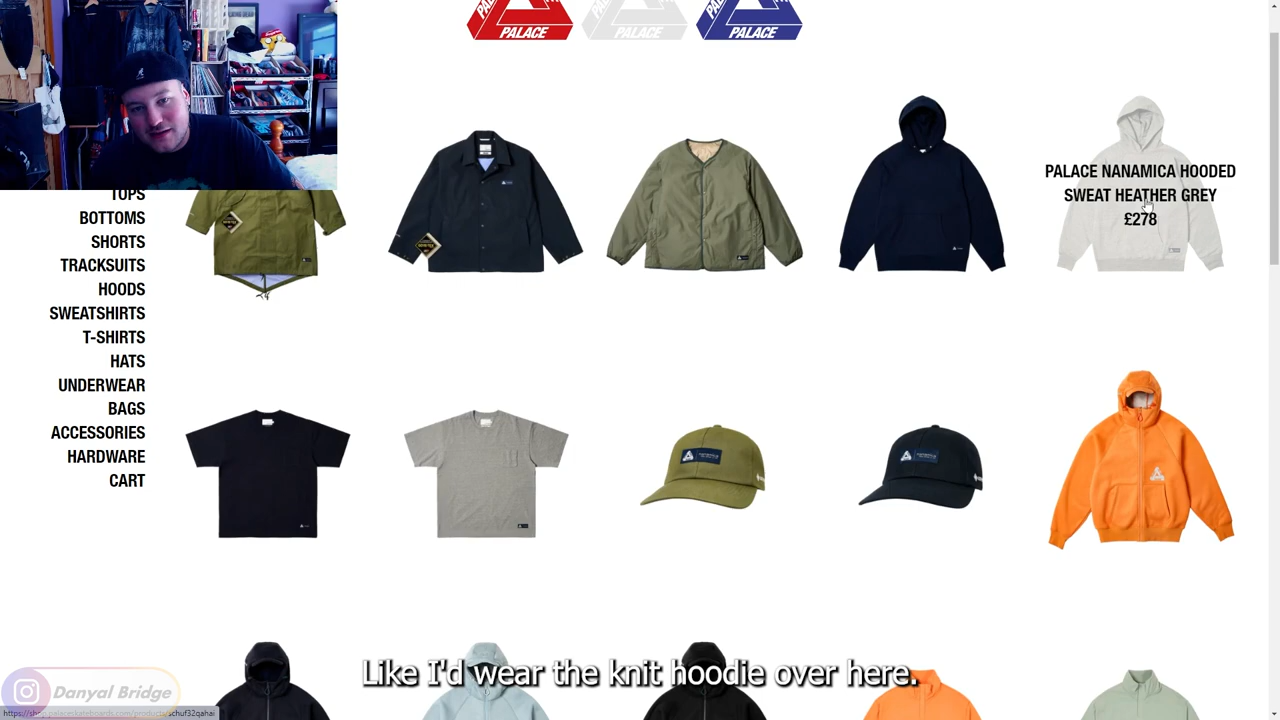 PALACE
PALACE
PALACE
PALACE NANAMICA HOODED
SWEAT HEATHER GREY
£278
TOPS
BOTTOMS
SHORTS
TRACKSUITS
HOODS
SWEATSHIRTS
T-SHIRTS
HATS
UNDERWEAR
BAGS
ACCESSORIES
HARDWARE
CART
Like I'd wear the knit hoodie over here.
Danyal Bridge